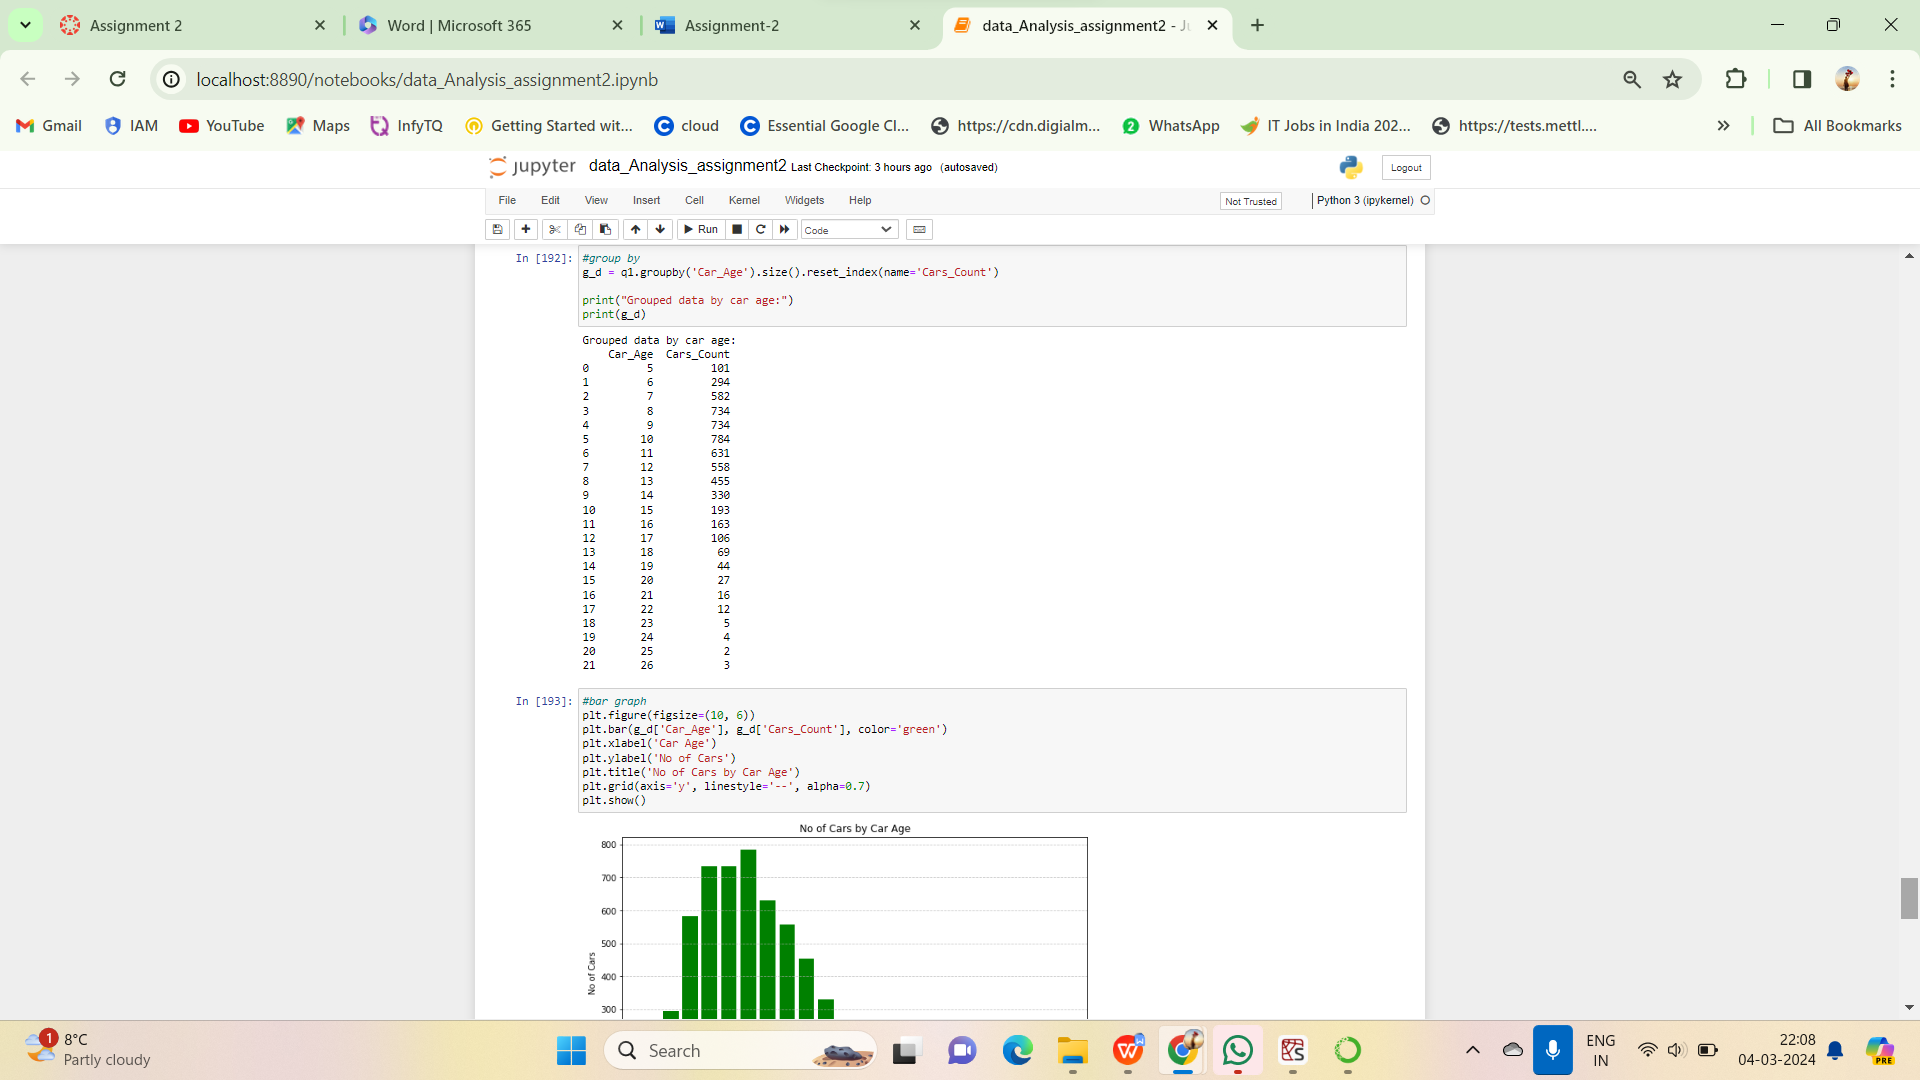 Assignment 2
Word | Microsoft 365
Assignment-2
data_Analysis_assignment2 - Ju
localhost:8890/notebooks/data_Analysis_assignment2.ipynb
Gmail
IAM
YouTube
Maps
InfyTQ
Getting Started wit...
cloud
Essential Google Cl...
https://cdn.digialm...
WhatsApp
IT Jobs in India 202...
https://tests.mettl....
All Bookmarks
jupyter data_Analysis_assignment2 Last Checkpoint: 3 hours ago (autosaved)
Logout
File Edit View Insert Cell Kernel Widgets Help
Not Trusted
Python 3 (ipykernel)
Run
Code
In [192]: #group by
g_d = q1.groupby('Car_Age').size().reset_index(name='Cars_Count')
print("Grouped data by car age:")
print(g_d)
Grouped data by car age:
Car_Age Cars_Count
0 5 101
1 6 294
2 7 582
3 8 734
4 9 734
5 10 784
6 11 631
7 12 558
8 13 455
9 14 330
10 15 193
11 16 163
12 17 106
13 18 69
14 19 44
15 20 27
16 21 16
17 22 12
18 23 5
19 24 4
20 25 2
21 26 3
In [193]: #bar graph
plt.figure(figsize=(10, 6))
plt.bar(g_d['Car_Age'], g_d['Cars_Count'], color='green')
plt.xlabel('Car Age')
plt.ylabel('No of Cars')
plt.title('No of Cars by Car Age')
plt.grid(axis='y', linestyle='--', alpha=0.7)
plt.show()
No of Cars by Car Age
800
700
600
500
400
300
No of Cars
1
8°C
Partly cloudy
Search
PRE
ENG
IN
22:08
04-03-2024